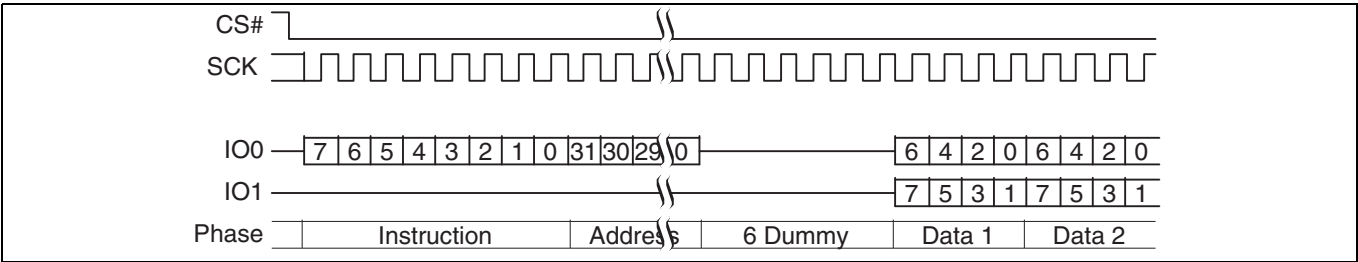 CS#
SCK
IO0 7 6 5 4 3 2 1 0 31 30 29 0 6 4 2 0 6 4 2 0
IO1 7 5 3 1 7 5 3 1
Phase Instruction Address 6 Dummy Data 1 Data 2